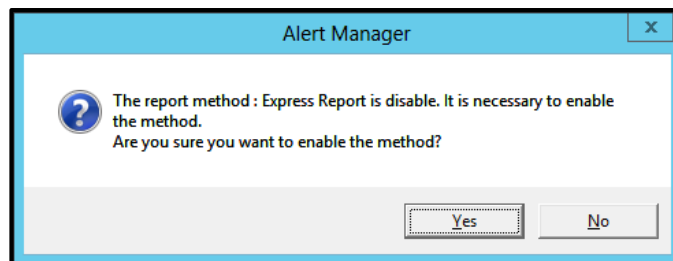 Alert Manager
x
The report method : Express Report is disable. It is necessary to enable
the method.
Are you sure you want to enable the method?
Yes
No